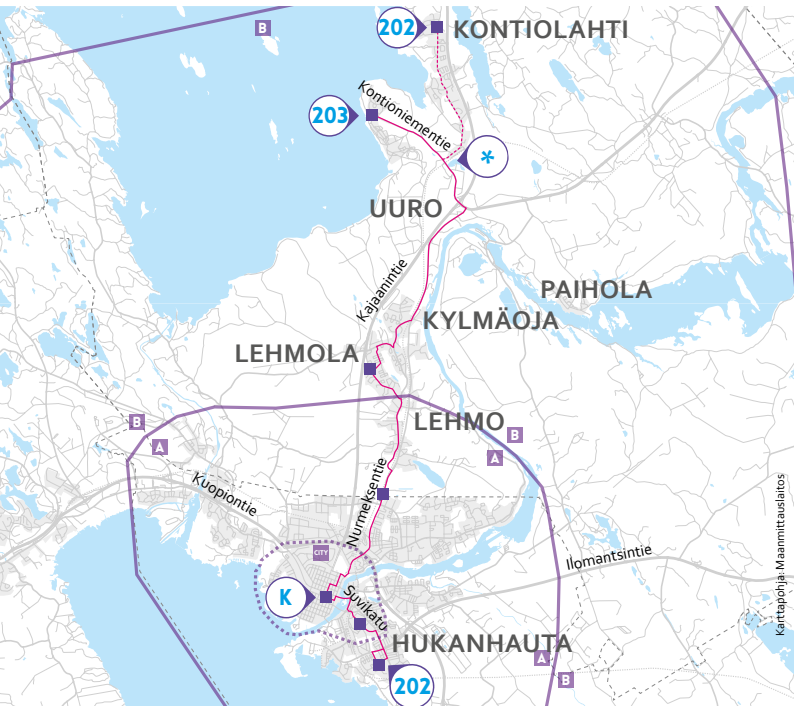 B
202
KONTIOLAHTI
Kontioniementie
203
*
UURO
Kajaanintie
PAIHOLA
KYLMÄOJA
LEHMOLA
B
A
LEHMO
B
A
Kuopiontie
Nurmeksentie
CITY
Ilomantsintie
K
Suvikatu
HUKANHAUTA
A
B
202
Karttapohja: Maanmittauslaitos